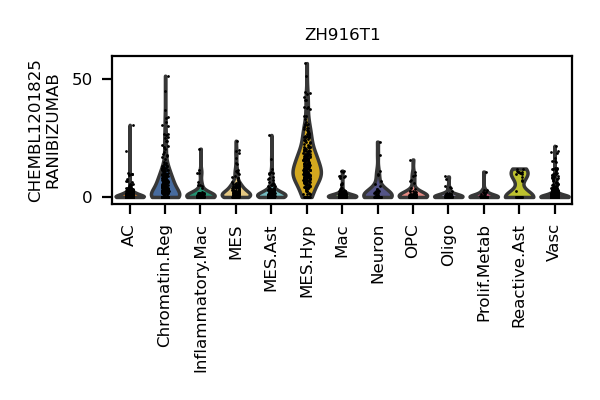 ZH916T1
CHEMBL1201825
RANIBIZUMAB
50
0
AC
Chromatin.Reg
Inflammatory.Mac
MES
MES.Ast
MES.Hyp
Mac
Neuron
OPC
Oligo
Prolif.Metab
Reactive.Ast
Vasc